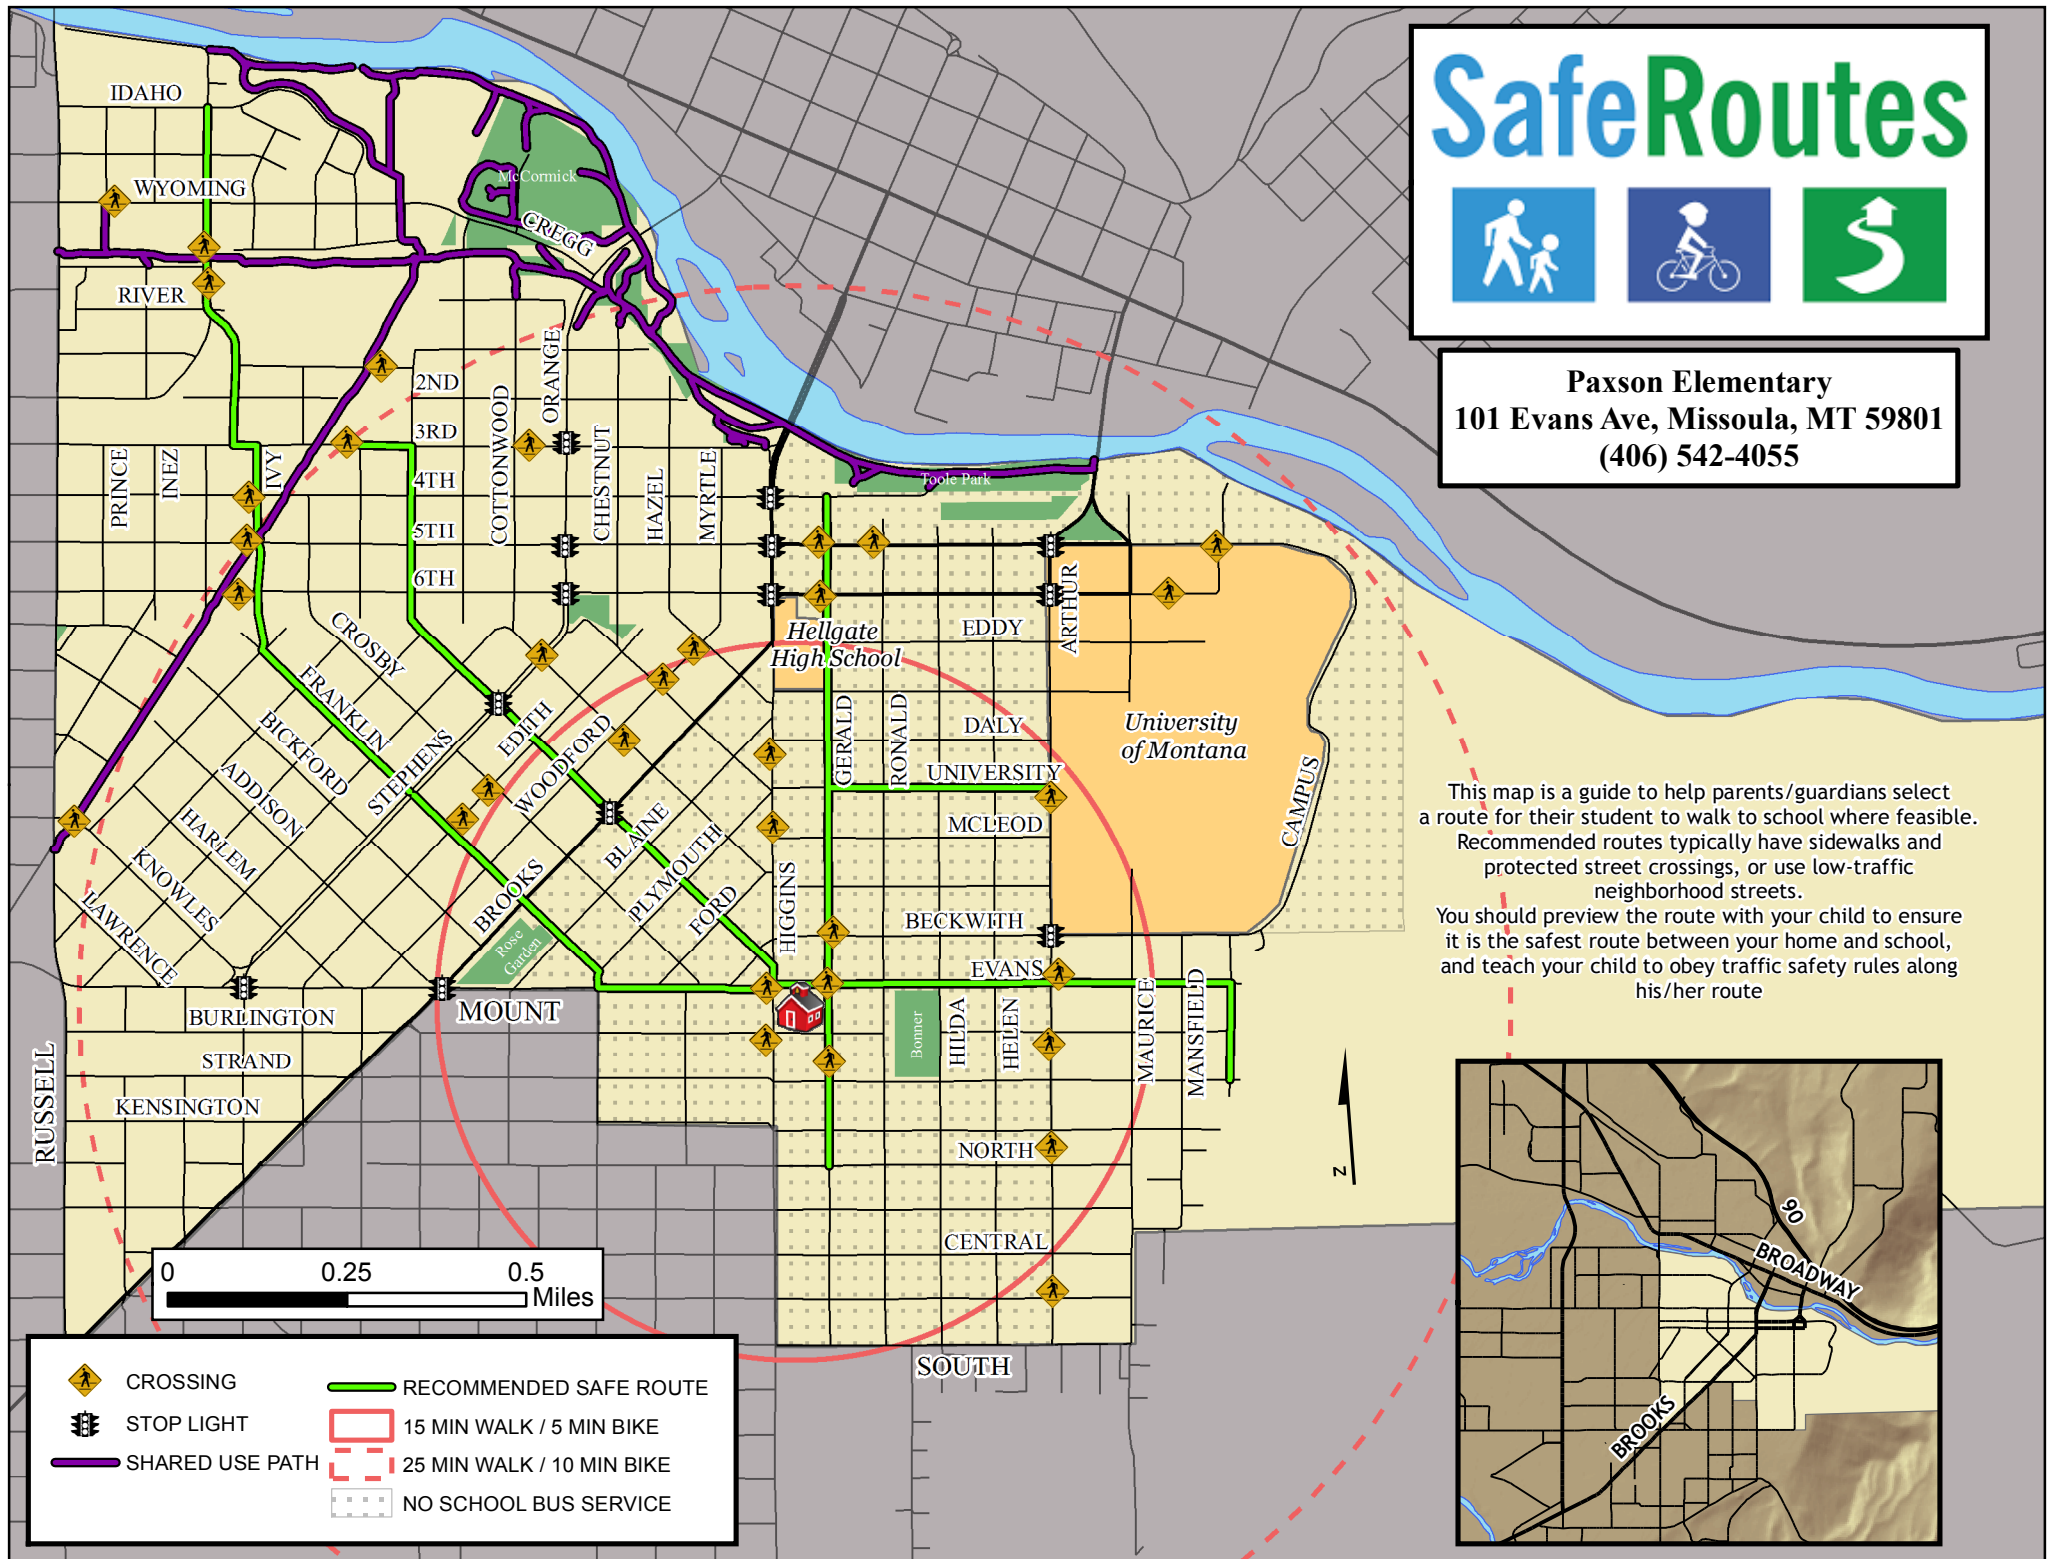 SafeRoutes
Paxson Elementary
101 Evans Ave, Missoula, MT 59801
(406) 542-4055
This map is a guide to help parents/guardians select
a route for their student to walk to school where feasible.
Recommended routes typically have sidewalks and
protected street crossings, or use low-traffic
neighborhood streets.
You should preview the route with your child to ensure
it is the safest route between your home and school,
and teach your child to obey traffic safety rules along
his/her route
IDAHO
WYOMING
McCormick
CREGG
RIVER
ORANGE
2ND
COTTONWOOD
3RD
PRINCE
INEZ
IVY
4TH
CHESTNUT
HAZEL
MYRTLE
Toole Park
5TH
6TH
ARTHUR
CROSBY
Hellgate
High School
EDDY
FRANKLIN
BICKFORD
STEPHENS
EDITH
WOODFORD
GERALD
RONALD
DALY
University
of Montana
ADDISON
UNIVERSITY
CAMPUS
HARLEM
BLAINE
PLYMOUTH
MCLEOD
KNOWLES
BROOKS
FORD
HIGGINS
BECKWITH
LAWRENCE
Rose
Garden
EVANS
MOUNT
BURLINGTON
Bonner
HILDA
HELEN
MAURICE
MANSFIELD
STRAND
RUSSELL
KENSINGTON
NORTH
N
CENTRAL
SOUTH
0 0.25 0.5
Miles
CROSSING
STOP LIGHT
SHARED USE PATH
RECOMMENDED SAFE ROUTE
15 MIN WALK / 5 MIN BIKE
25 MIN WALK / 10 MIN BIKE
NO SCHOOL BUS SERVICE
90
BROADWAY
BROOKS